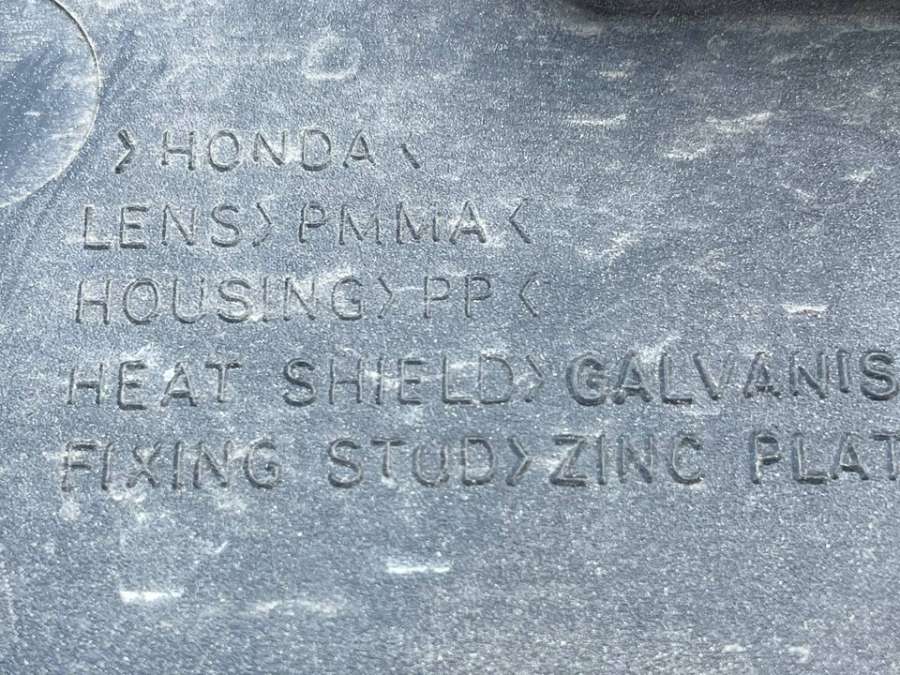 >HONDA<
LENS>PMMA<
HOUSING>PP<
HEAT SHIELD>GALVANIS
FIXING STUD>ZINC PLAT